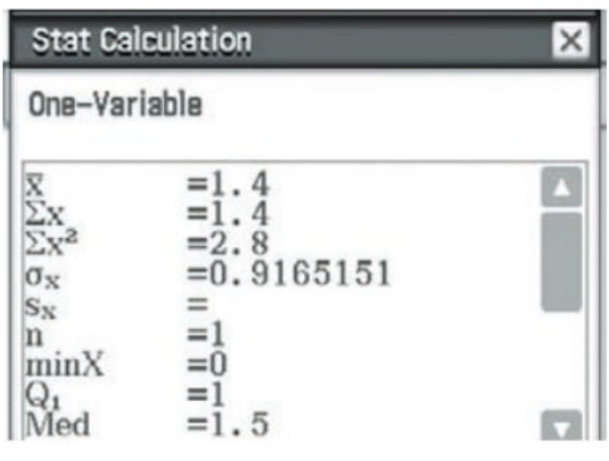 Stat Calculation
One-Variable
x̅ =1.4
Σx =1.4
Σx² =2.8
σx =0.9165151
sx =
n =1
minX =0
Q₁ =1
Med =1.5